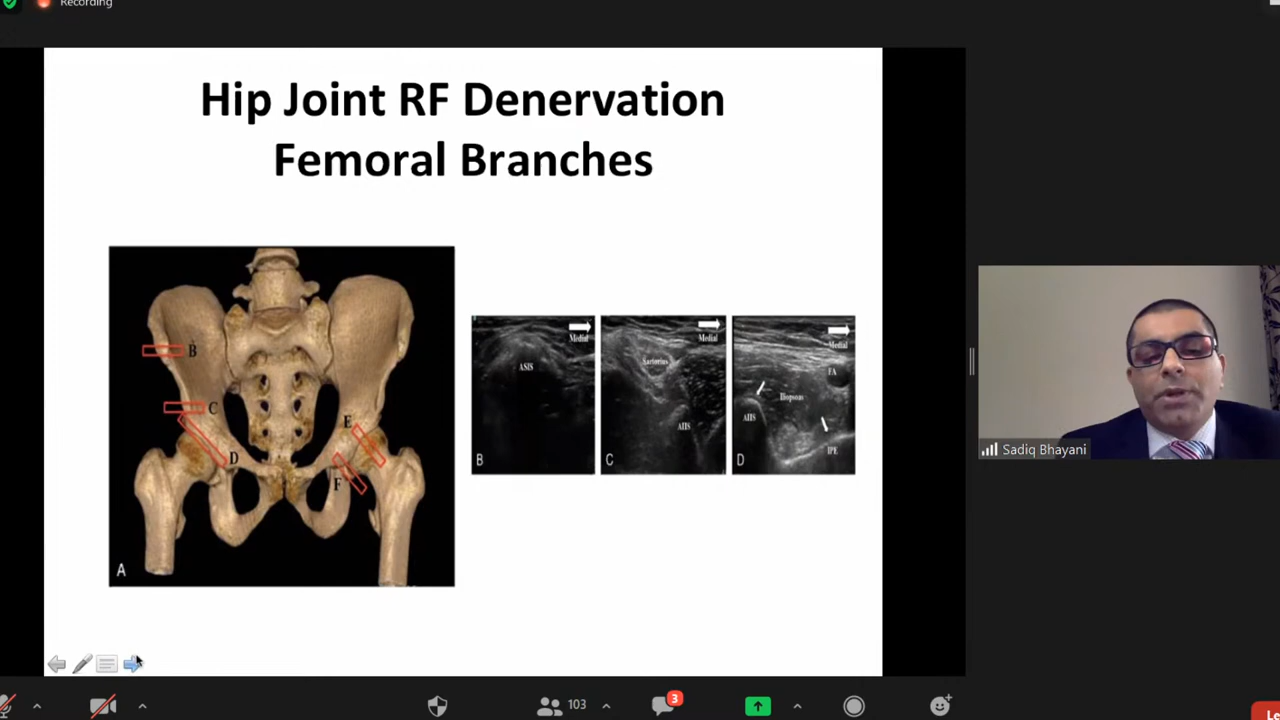 Recording
Hip Joint RF Denervation
Femoral Branches
B
C
D
E
F
A
Medial
ASIS
B
Medial
Sartorius
AIIS
C
Medial
FA
Iliopsoas
AIIS
IPE
D
Sadiq Bhayani
103
3
Le